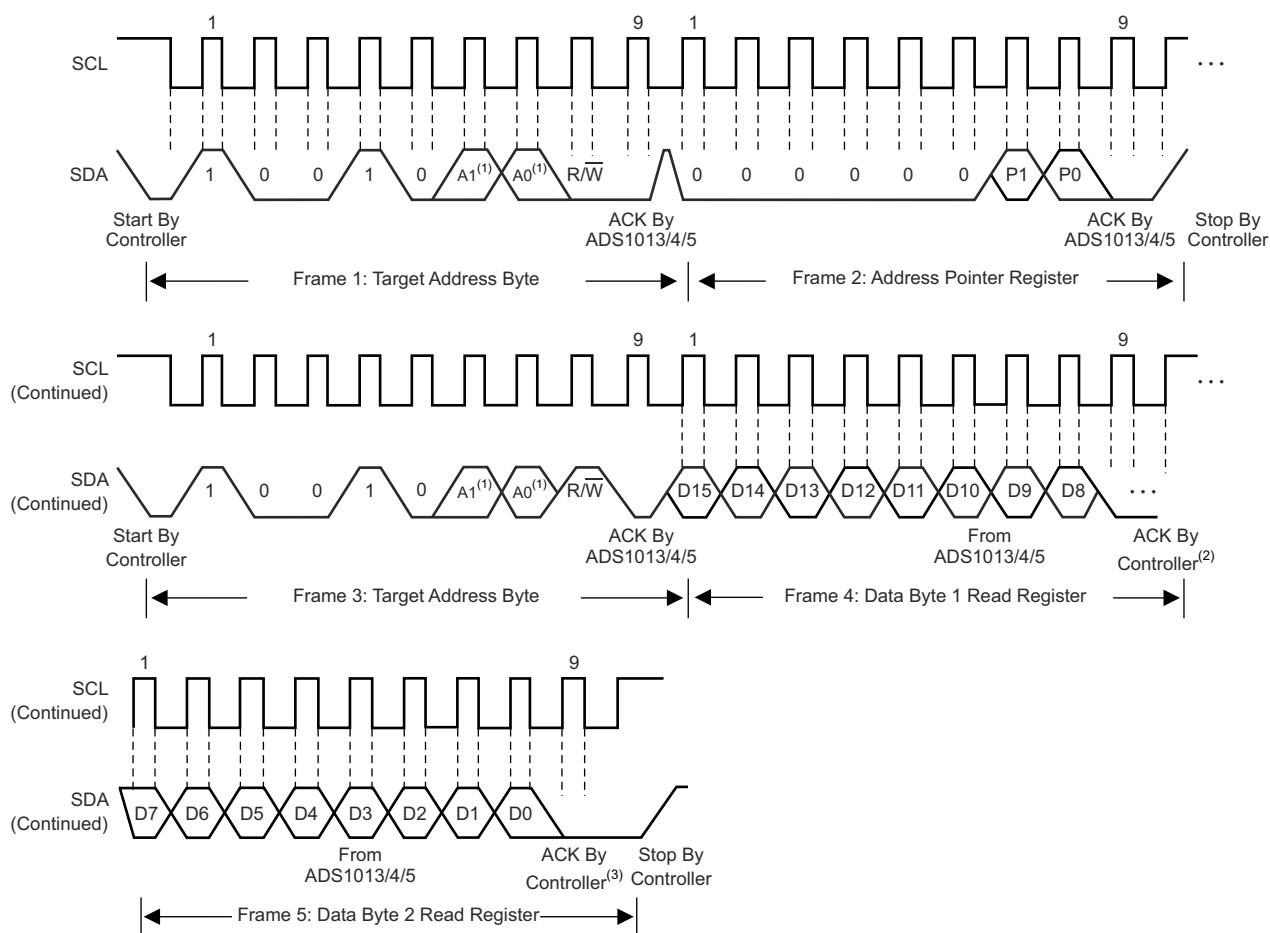 1 9 1 9
SCL ...
SDA 1 0 0 1 0 A1(1) A0(1) R/W̅ 0 0 0 0 0 0 P1 P0
Start By Controller
ACK By ADS1013/4/5
ACK By ADS1013/4/5
Stop By Controller
Frame 1: Target Address Byte
Frame 2: Address Pointer Register
1 9 1 9
SCL (Continued) ...
SDA (Continued) 1 0 0 1 0 A1(1) A0(1) R/W̅ D15 D14 D13 D12 D11 D10 D9 D8 ...
Start By Controller
ACK By ADS1013/4/5
From ADS1013/4/5
ACK By Controller(2)
Frame 3: Target Address Byte
Frame 4: Data Byte 1 Read Register
1 9
SCL (Continued)
SDA (Continued) D7 D6 D5 D4 D3 D2 D1 D0
From ADS1013/4/5
ACK By Controller(3)
Stop By Controller
Frame 5: Data Byte 2 Read Register